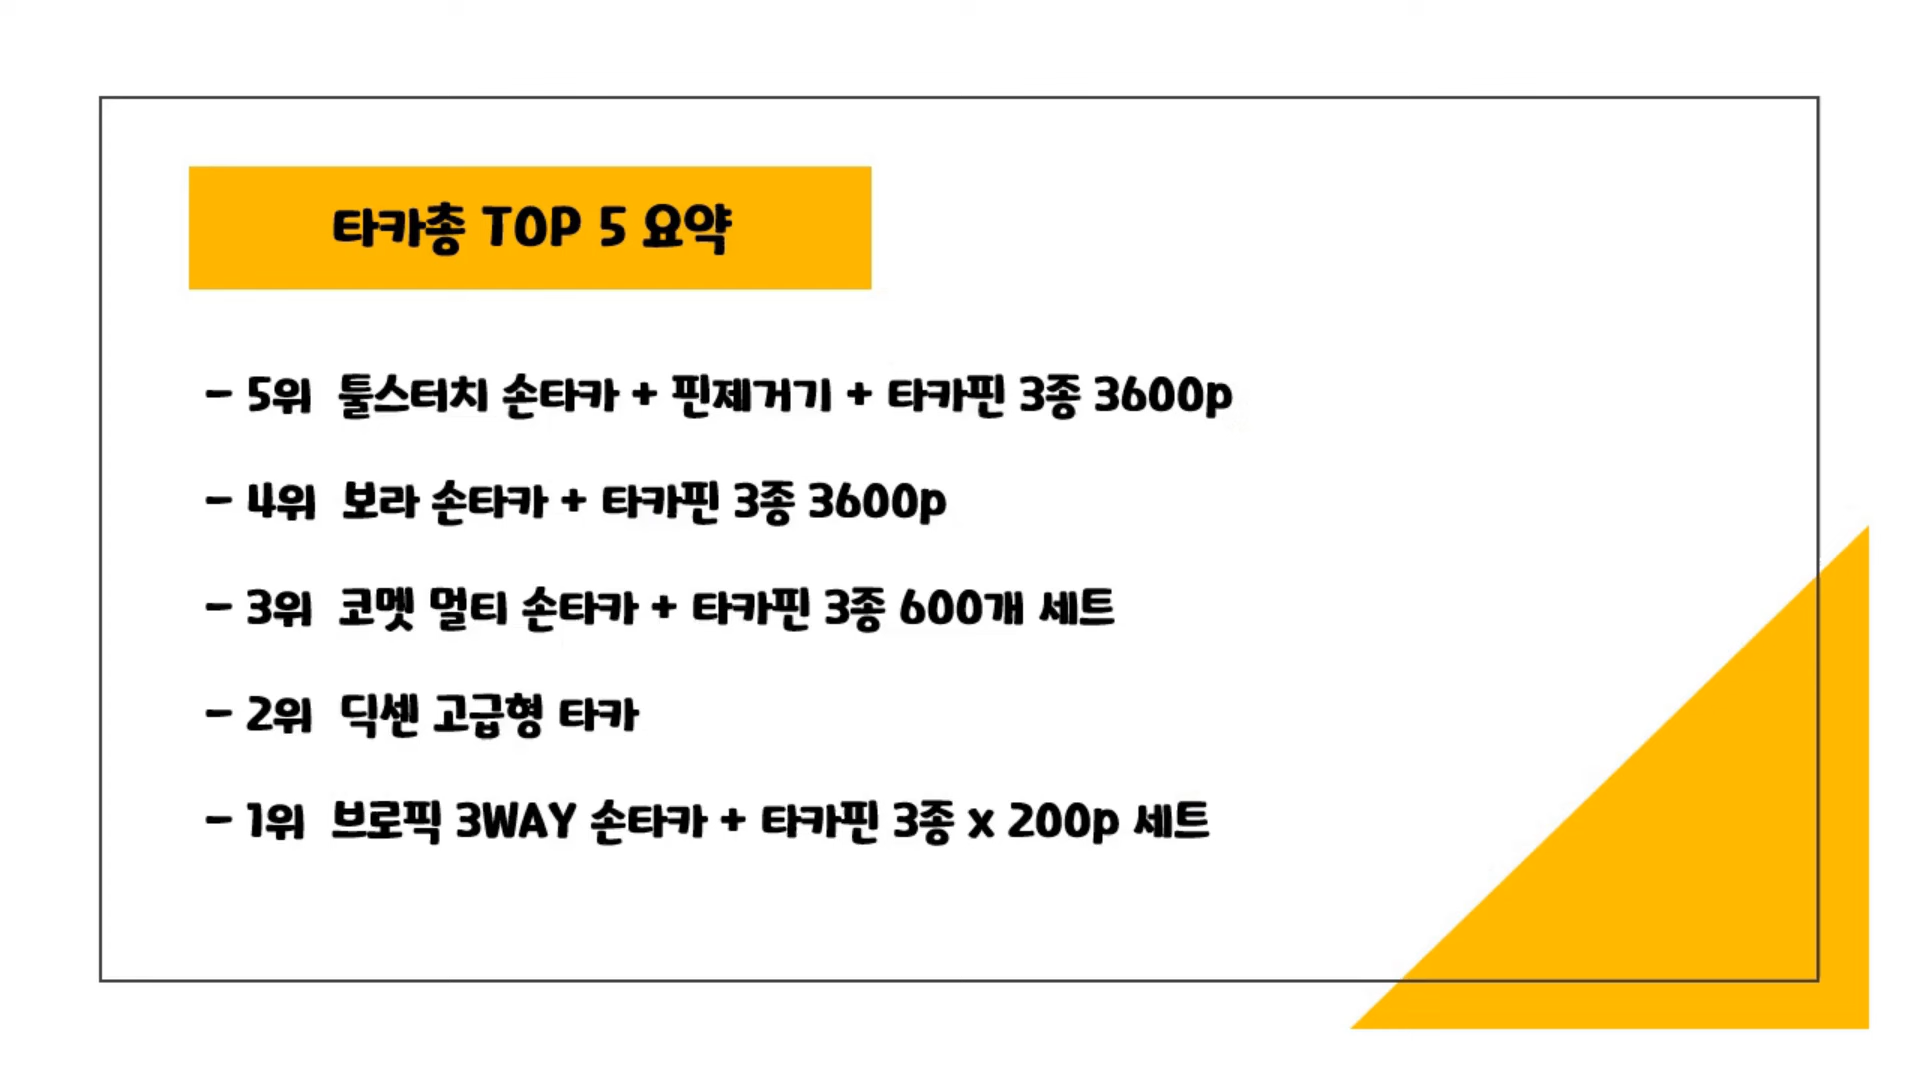 타카총 TOP 5 요약
- 5위 툴스터치 손타카 + 핀제거기 + 타카핀 3종 3600p
- 4위 보라 손타카 + 타카핀 3종 3600p
- 3위 코멧 멀티 손타카 + 타카핀 3종 600개 세트
- 2위 딕센 고급형 타카
- 1위 브로픽 3WAY 손타카 + 타카핀 3종 x 200p 세트